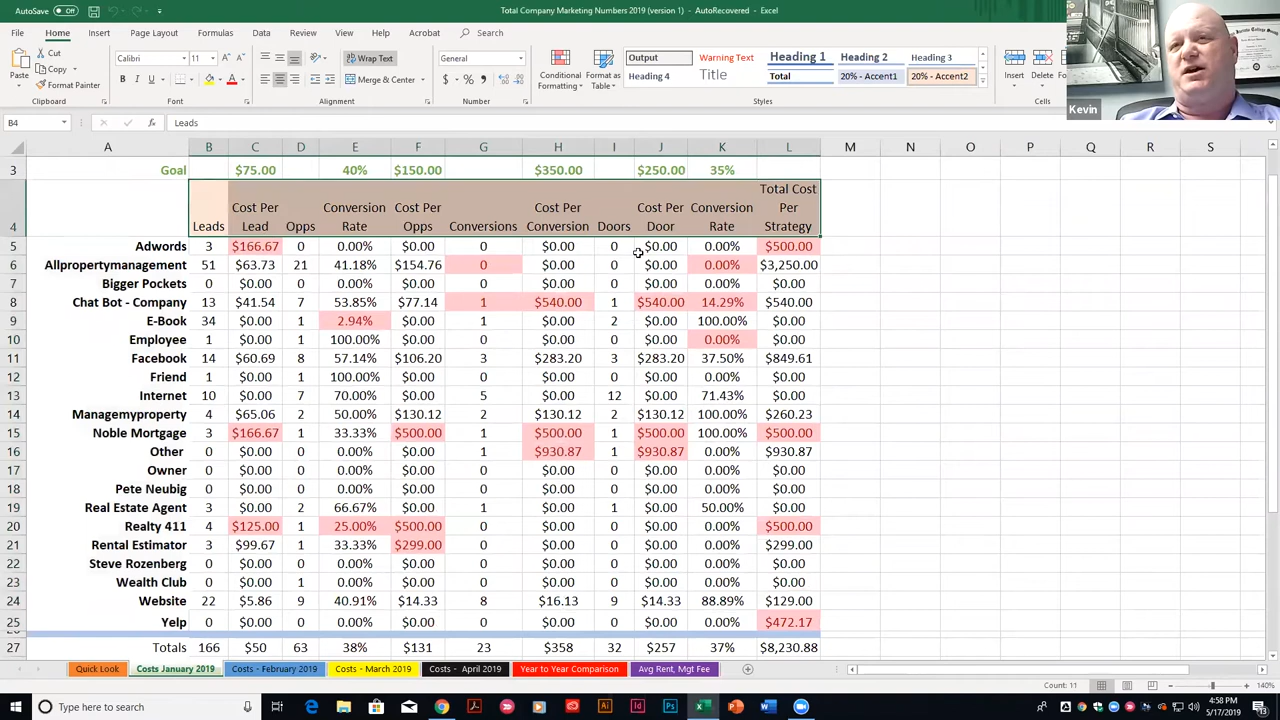 AutoSave Off Total Company Marketing Numbers 2019 (version 1) - AutoRecovered - Excel
File Home Insert Page Layout Formulas Data Review View Developer Help Acrobat Search
Paste Cut Copy Format Painter Clipboard
Calibri 11 B I U Font
Wrap Text Merge & Center Alignment
General $ % Number
Conditional Formatting Format as Table
Output Warning Text Heading 1 Heading 2 Heading 3
Heading 4 Title Total 20% - Accent1 20% - Accent2
Styles
Insert Delete Cells
Kevin
B4 fx Leads
A B C D E F G H I J K L M N O P Q R S
3 Goal $75.00 40% $150.00 $350.00 $250.00 35%
4 Leads Cost Per Lead Opps Conversion Rate Cost Per Opps Conversions Cost Per Conversion Doors Cost Per Door Conversion Rate Total Cost Per Strategy
5 Adwords 3 $166.67 0 0.00% $0.00 0 $0.00 0 $0.00 0.00% $500.00
6 Allpropertymanagement 51 $63.73 21 41.18% $154.76 0 $0.00 0 $0.00 0.00% $3,250.00
7 Bigger Pockets 0 $0.00 0 0.00% $0.00 0 $0.00 0 $0.00 0.00% $0.00
8 Chat Bot - Company 13 $41.54 7 53.85% $77.14 1 $540.00 1 $540.00 14.29% $540.00
9 E-Book 34 $0.00 1 2.94% $0.00 1 $0.00 2 $0.00 100.00% $0.00
10 Employee 1 $0.00 1 100.00% $0.00 0 $0.00 0 $0.00 0.00% $0.00
11 Facebook 14 $60.69 8 57.14% $106.20 3 $283.20 3 $283.20 37.50% $849.61
12 Friend 1 $0.00 1 100.00% $0.00 0 $0.00 0 $0.00 0.00% $0.00
13 Internet 10 $0.00 7 70.00% $0.00 5 $0.00 12 $0.00 71.43% $0.00
14 Managemyproperty 4 $65.06 2 50.00% $130.12 2 $130.12 2 $130.12 100.00% $260.23
15 Noble Mortgage 3 $166.67 1 33.33% $500.00 1 $500.00 1 $500.00 100.00% $500.00
16 Other 0 $0.00 0 0.00% $0.00 1 $930.87 1 $930.87 0.00% $930.87
17 Owner 0 $0.00 0 0.00% $0.00 0 $0.00 0 $0.00 0.00% $0.00
18 Pete Neubig 0 $0.00 0 0.00% $0.00 0 $0.00 0 $0.00 0.00% $0.00
19 Real Estate Agent 3 $0.00 2 66.67% $0.00 1 $0.00 1 $0.00 50.00% $0.00
20 Realty 411 4 $125.00 1 25.00% $500.00 0 $0.00 0 $0.00 0.00% $500.00
21 Rental Estimator 3 $99.67 1 33.33% $299.00 0 $0.00 0 $0.00 0.00% $299.00
22 Steve Rozenberg 0 $0.00 0 0.00% $0.00 0 $0.00 0 $0.00 0.00% $0.00
23 Wealth Club 0 $0.00 1 0.00% $0.00 0 $0.00 0 $0.00 0.00% $0.00
24 Website 22 $5.86 9 40.91% $14.33 8 $16.13 9 $14.33 88.89% $129.00
25 Yelp 0 $0.00 0 0.00% $0.00 0 $0.00 0 $0.00 0.00% $472.17
27 Totals 166 $50 63 38% $131 23 $358 32 $257 37% $8,230.88
Quick Look Costs January 2019 Costs - February 2019 Costs - March 2019 Costs - April 2019 Year to Year Comparison Avg Rent, Mgt Fee
Count: 11 140%
Type here to search 4:58 PM
5/17/2019